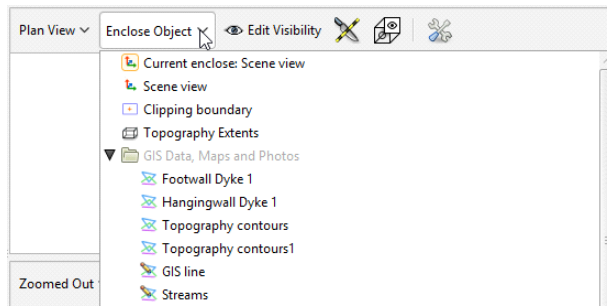 Plan View Enclose Object Edit Visibility
Current enclose: Scene view
Scene view
Clipping boundary
Topography Extents
GIS Data, Maps and Photos
Footwall Dyke 1
Hangingwall Dyke 1
Topography contours
Topography contours1
GIS line
Zoomed Out
Streams